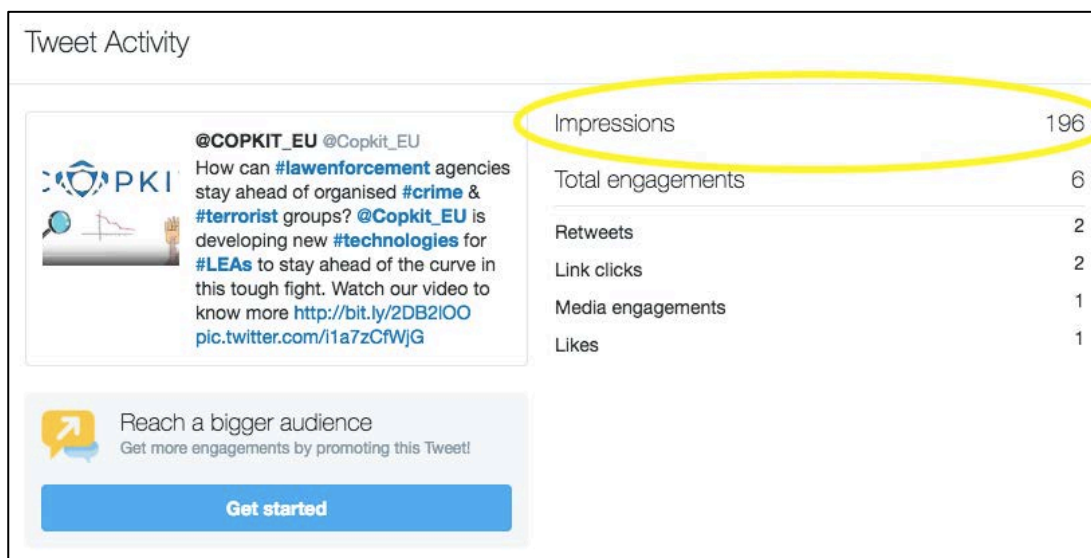 Tweet Activity
@COPKIT_EU @Copkit_EU
How can #lawenforcement agencies
stay ahead of organised #crime &
#terrorist groups? @Copkit_EU is
developing new #technologies for
#LEAs to stay ahead of the curve in
this tough fight. Watch our video to
know more http://bit.ly/2DB2lOO
pic.twitter.com/i1a7zCfWjG
PKI
Reach a bigger audience
Get more engagements by promoting this Tweet!
Get started
Impressions 196
Total engagements 6
Retweets 2
Link clicks 2
Media engagements 1
Likes 1